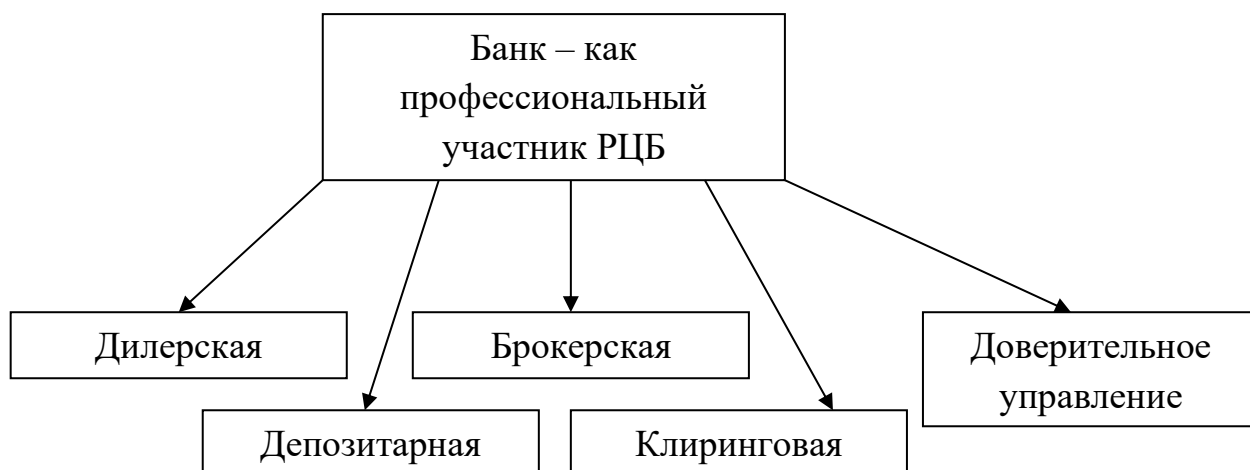 Банк – как
профессиональный
участник РЦБ
Дилерская
Брокерская
Доверительное
управление
Депозитарная
Клиринговая